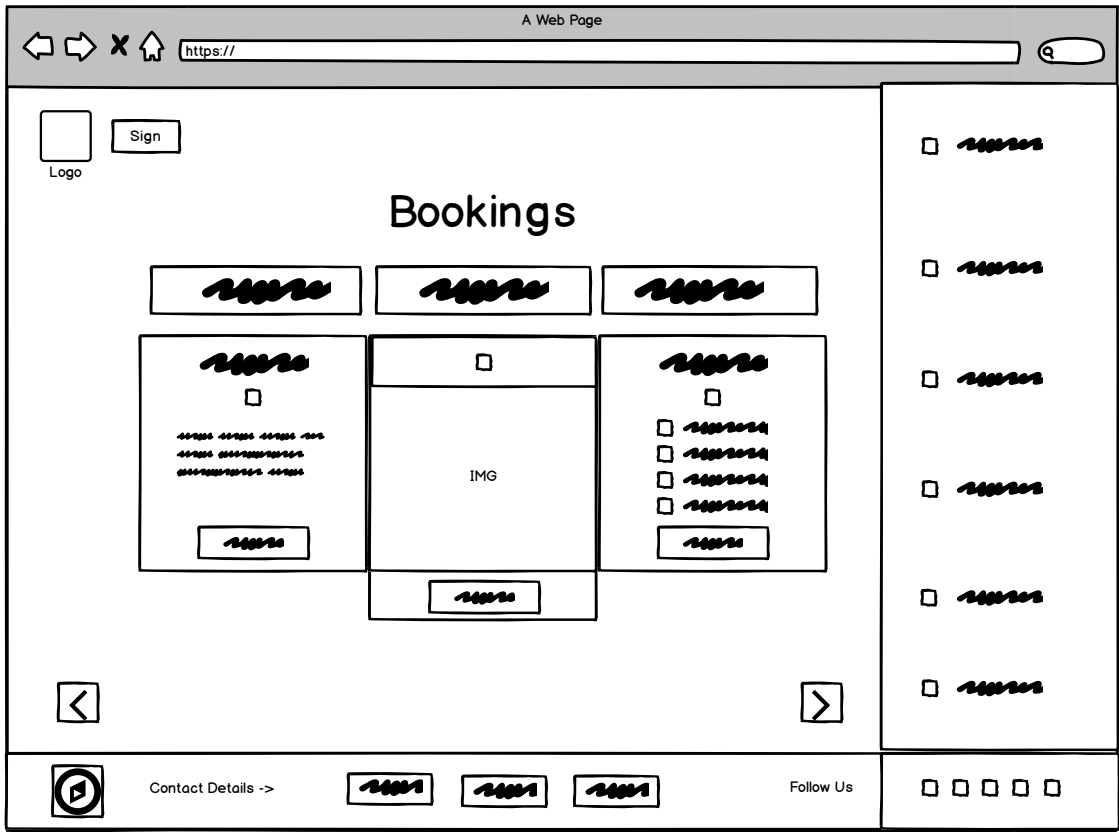 A Web Page
https://
Sign
Logo
Bookings
IMG
Contact Details ->
Follow Us